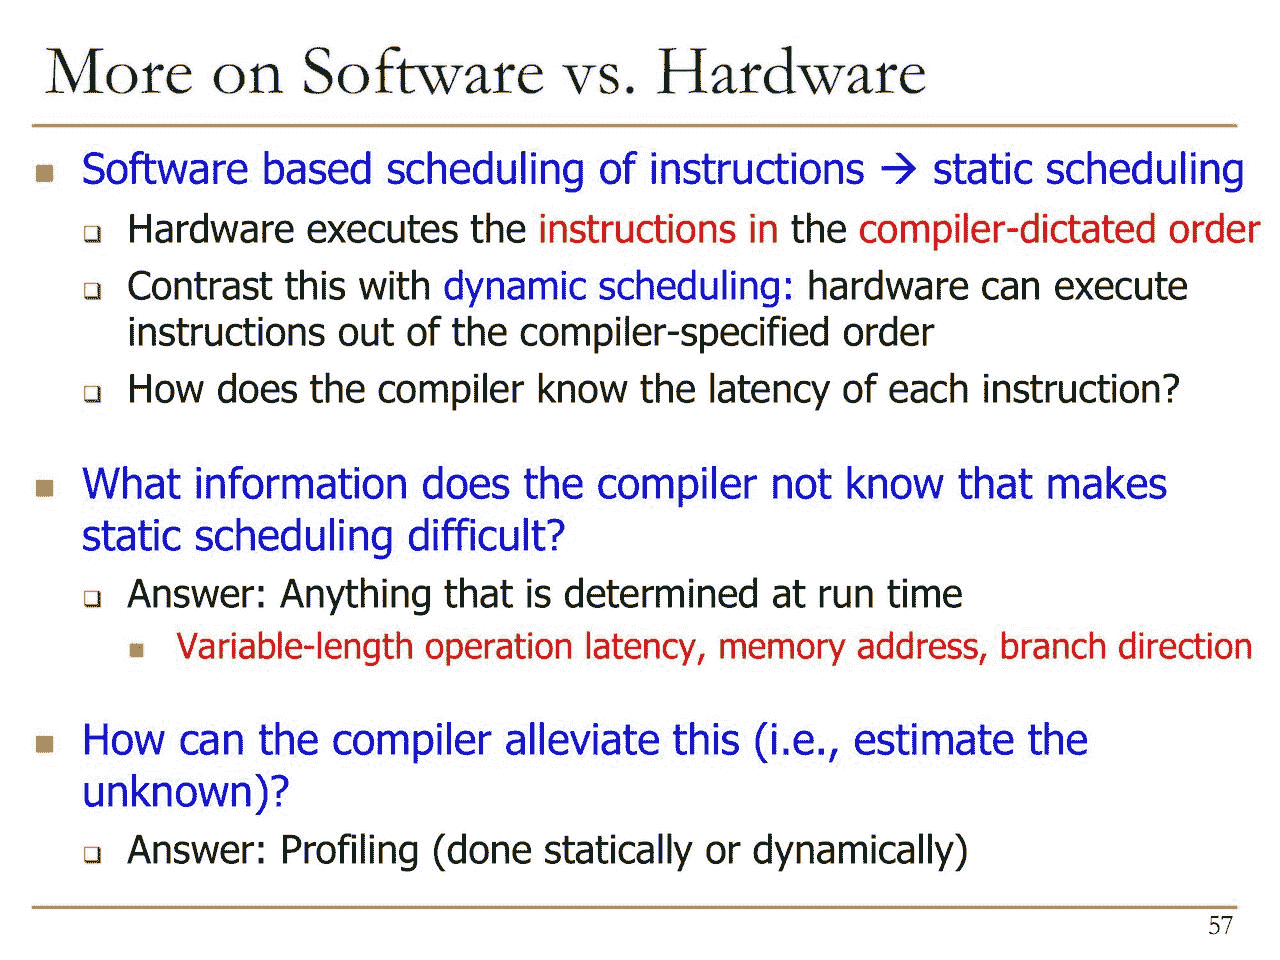 More on Software vs. Hardware
Software based scheduling of instructions → static scheduling
Hardware executes the instructions in the compiler-dictated order
Contrast this with dynamic scheduling: hardware can execute
instructions out of the compiler-specified order
How does the compiler know the latency of each instruction?
What information does the compiler not know that makes
static scheduling difficult?
Answer: Anything that is determined at run time
Variable-length operation latency, memory address, branch direction
How can the compiler alleviate this (i.e., estimate the
unknown)?
Answer: Profiling (done statically or dynamically)
57